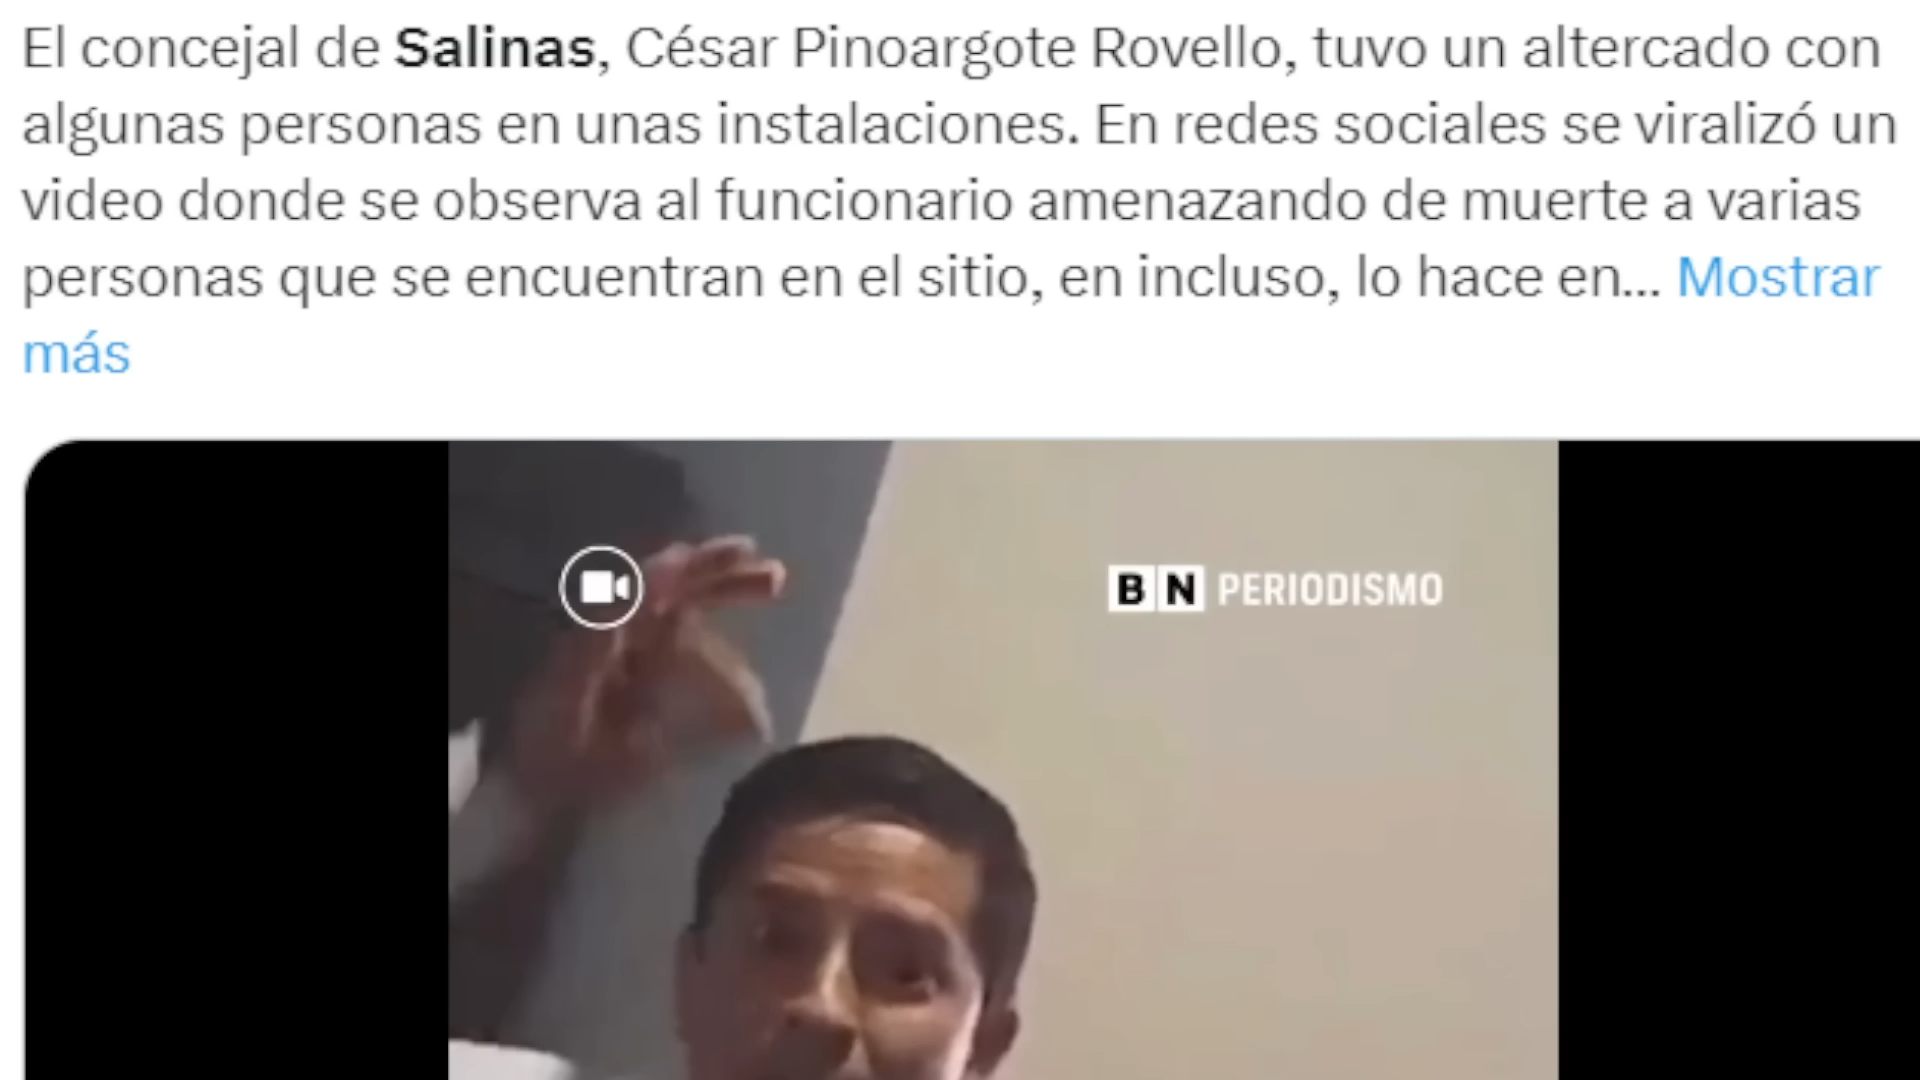 El concejal de Salinas, César Pinoargote Rovello, tuvo un altercado con
algunas personas en unas instalaciones. En redes sociales se viralizó un
video donde se observa al funcionario amenazando de muerte a varias
personas que se encuentran en el sitio, en incluso, lo hace en... Mostrar
más
BN PERIODISMO